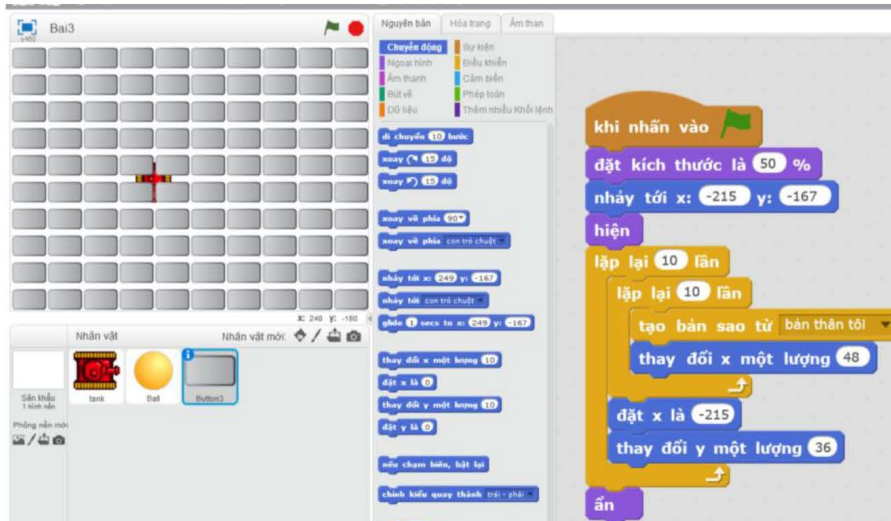 Bai3
Nguyên bản Hóa trang Âm than
Chuyển động Sự kiện
Ngoại hình Điều khiển
Âm thanh Cảm biến
Bút vẽ Phép toán
Dữ liệu Thêm nhiều Khối lệnh
di chuyển 10 bước
xoay 15 độ
xoay 15 độ
xoay về phía 90
xoay về phía con trỏ chuột
nhảy tới x: 249 y: -167
nhảy tới con trỏ chuột
glide 1 secs to x: 249 y: -167
thay đổi x một lượng 10
đặt x là 0
thay đổi y một lượng 10
đặt y là 0
nếu chạm biên, bật lại
chỉnh kiểu quay thành trái - phải
khi nhấn vào
đặt kích thước là 50 %
nhảy tới x: -215 y: -167
hiện
lặp lại 10 lần
lặp lại 10 lần
tạo bản sao từ bản thân tôi
thay đổi x một lượng 48
đặt x là -215
thay đổi y một lượng 36
ẩn
X: 248 y: -180
Nhân vật Nhân vật mới:
Sân khấu
1 hình nền
Phông nền mới
tank Ball Button3